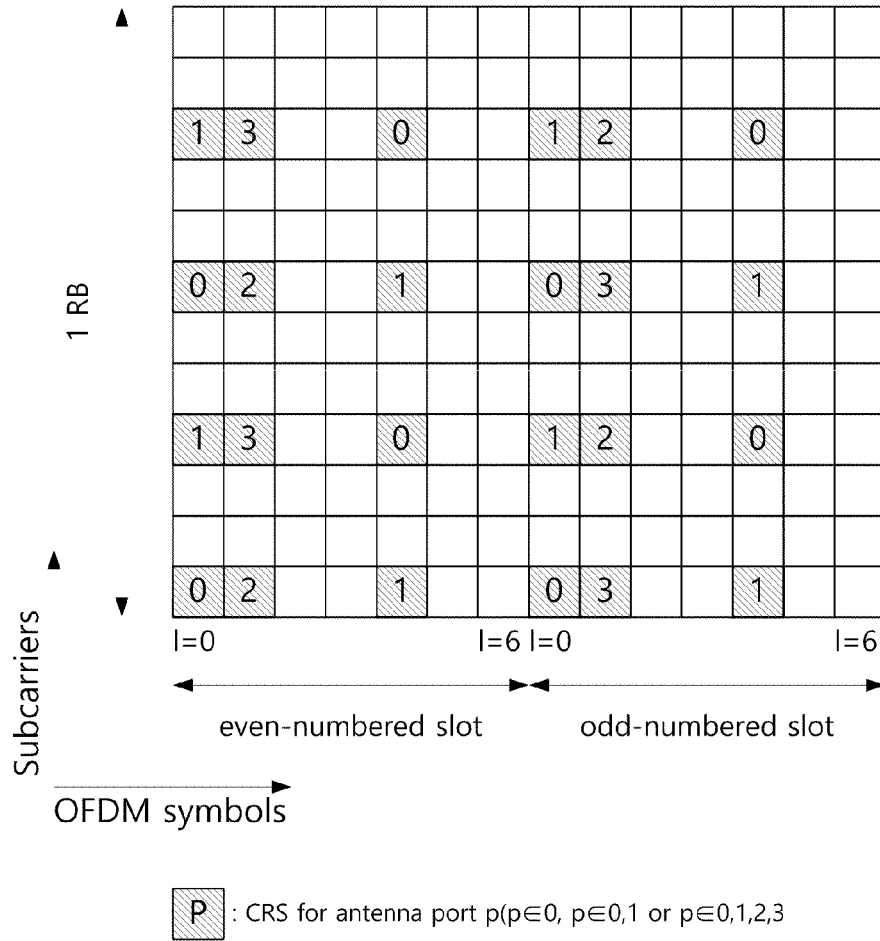 1 3 0 1 2 0
0 2 1 0 3 1
1 RB
1 3 0 1 2 0
0 2 1 0 3 1
l=0 l=6 l=0 l=6
even-numbered slot odd-numbered slot
Subcarriers
OFDM symbols
P : CRS for antenna port p(p∈0, p∈0,1 or p∈0,1,2,3